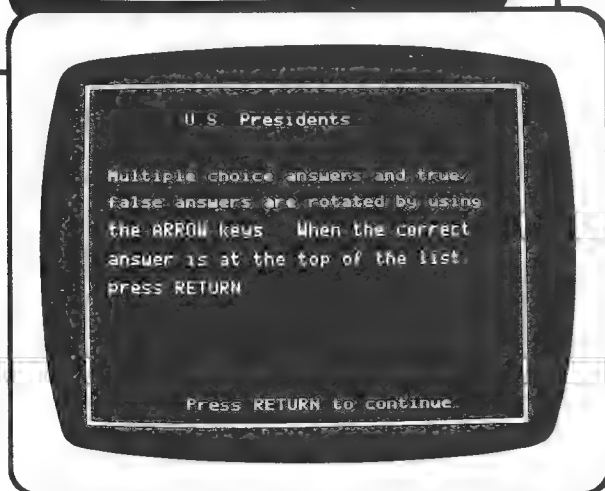 U.S. Presidents
Multiple choice answers and true/
false answers are rotated by using
the ARROW keys. When the correct
answer is at the top of the list,
press RETURN
Press RETURN to continue.